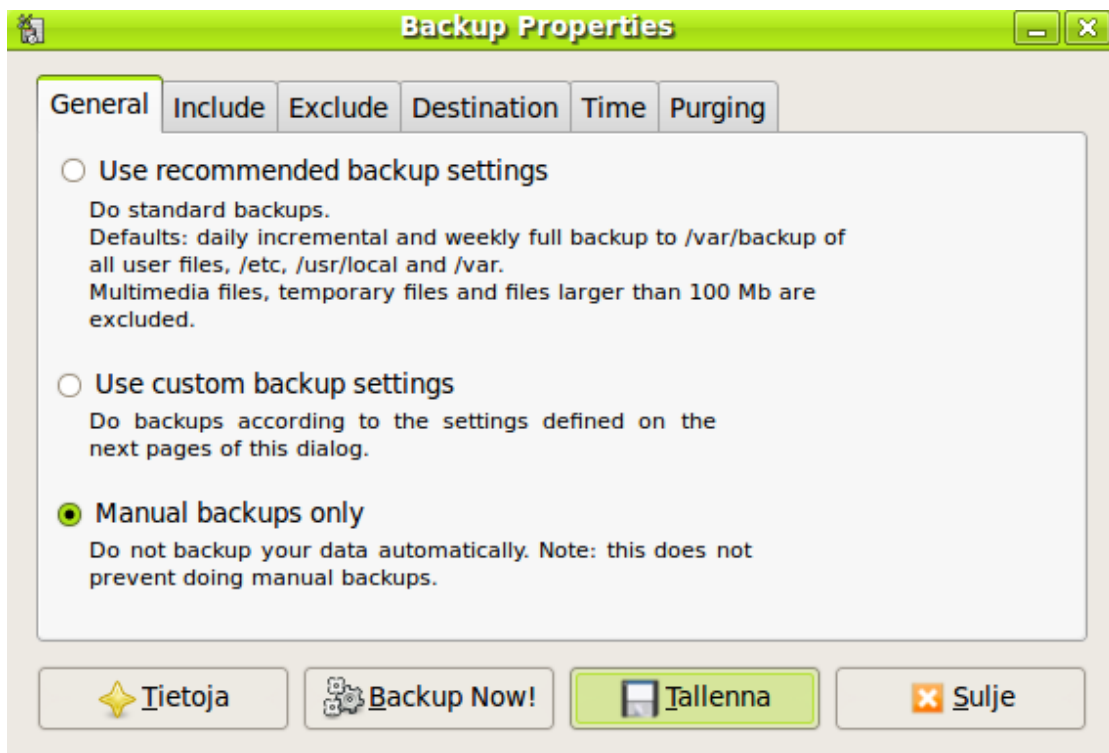 Backup Properties
General Include Exclude Destination Time Purging
Use recommended backup settings
Do standard backups.
Defaults: daily incremental and weekly full backup to /var/backup of
all user files, /etc, /usr/local and /var.
Multimedia files, temporary files and files larger than 100 Mb are
excluded.
Use custom backup settings
Do backups according to the settings defined on the
next pages of this dialog.
Manual backups only
Do not backup your data automatically. Note: this does not
prevent doing manual backups.
Tietoja Backup Now! Tallenna Sulje